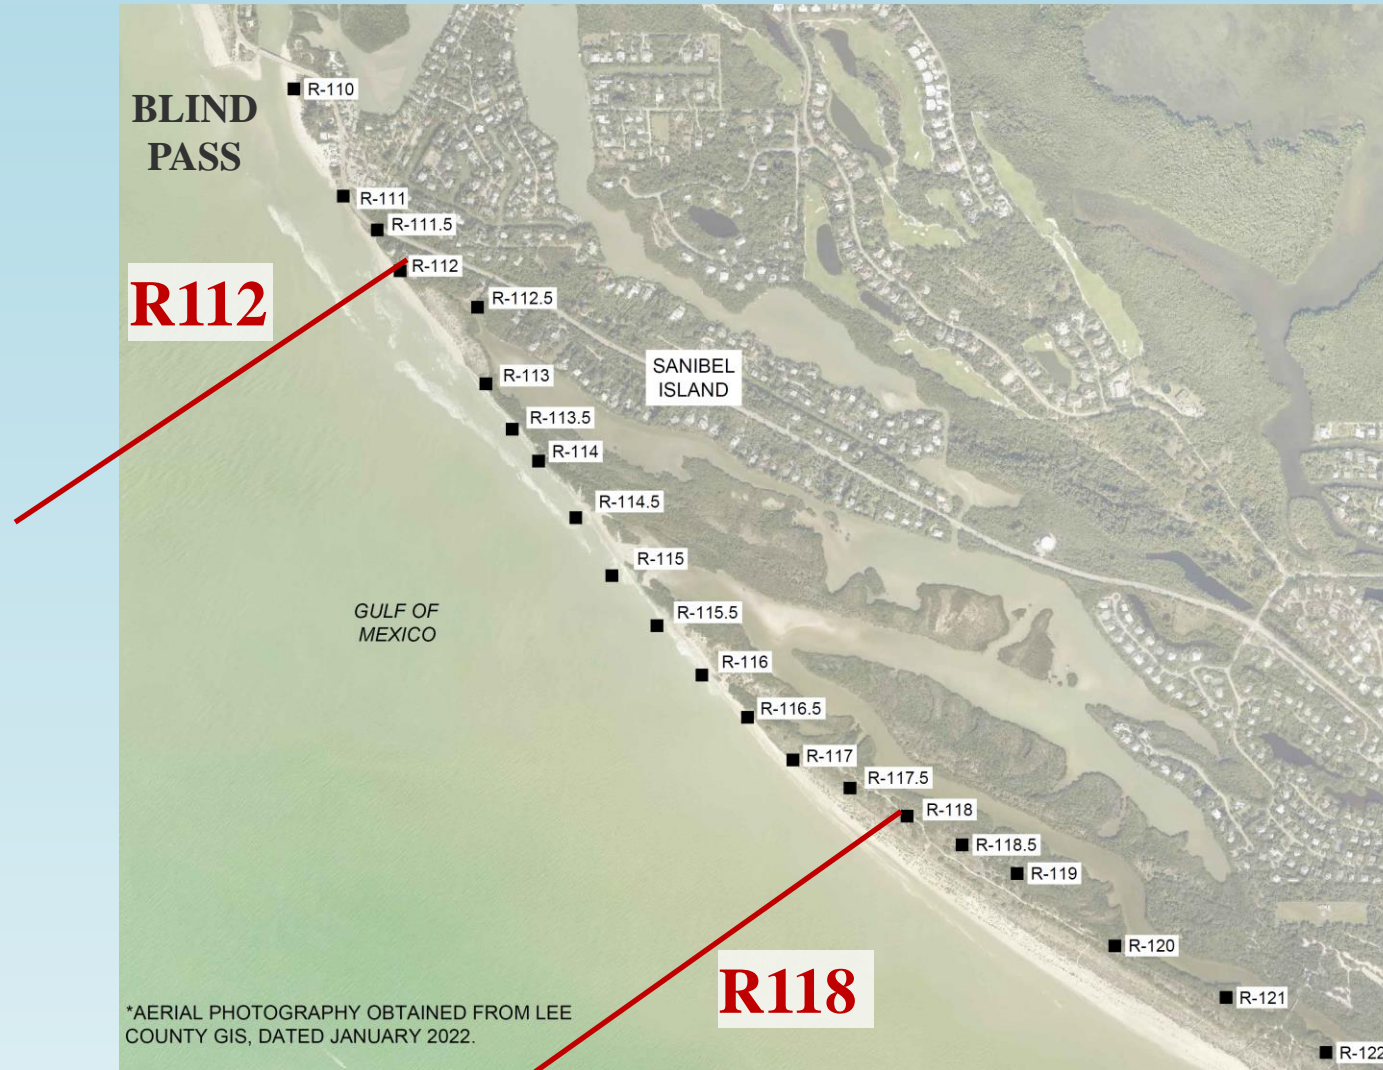 R-110
BLIND
PASS
R-111
R-111.5
R-112
R112
R-112.5
SANIBEL
ISLAND
R-113
R-113.5
R-114
R-114.5
R-115
GULF OF
MEXICO
R-115.5
R-116
R-116.5
R-117
R-117.5
R-118
R-118.5
R-119
R-120
R118
R-121
*AERIAL PHOTOGRAPHY OBTAINED FROM LEE
COUNTY GIS, DATED JANUARY 2022.
R-122